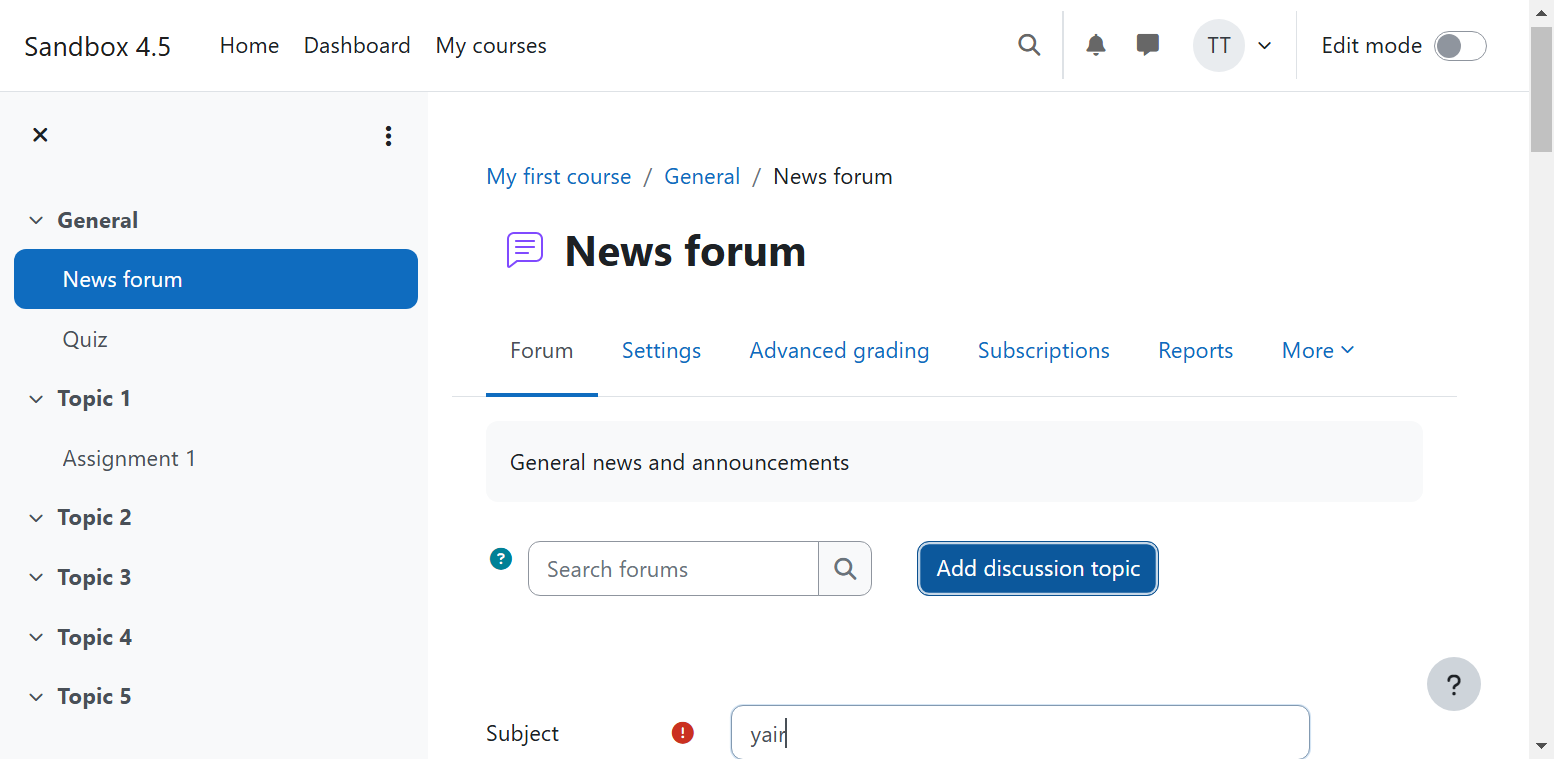 Sandbox 4.5 Home Dashboard My courses TT Edit mode
My first course / General / News forum
General
News forum
Quiz
Topic 1
Assignment 1
Topic 2
Topic 3
Topic 4
Topic 5
News forum
Forum Settings Advanced grading Subscriptions Reports More
General news and announcements
? Search forums Add discussion topic
?
Subject ! yair